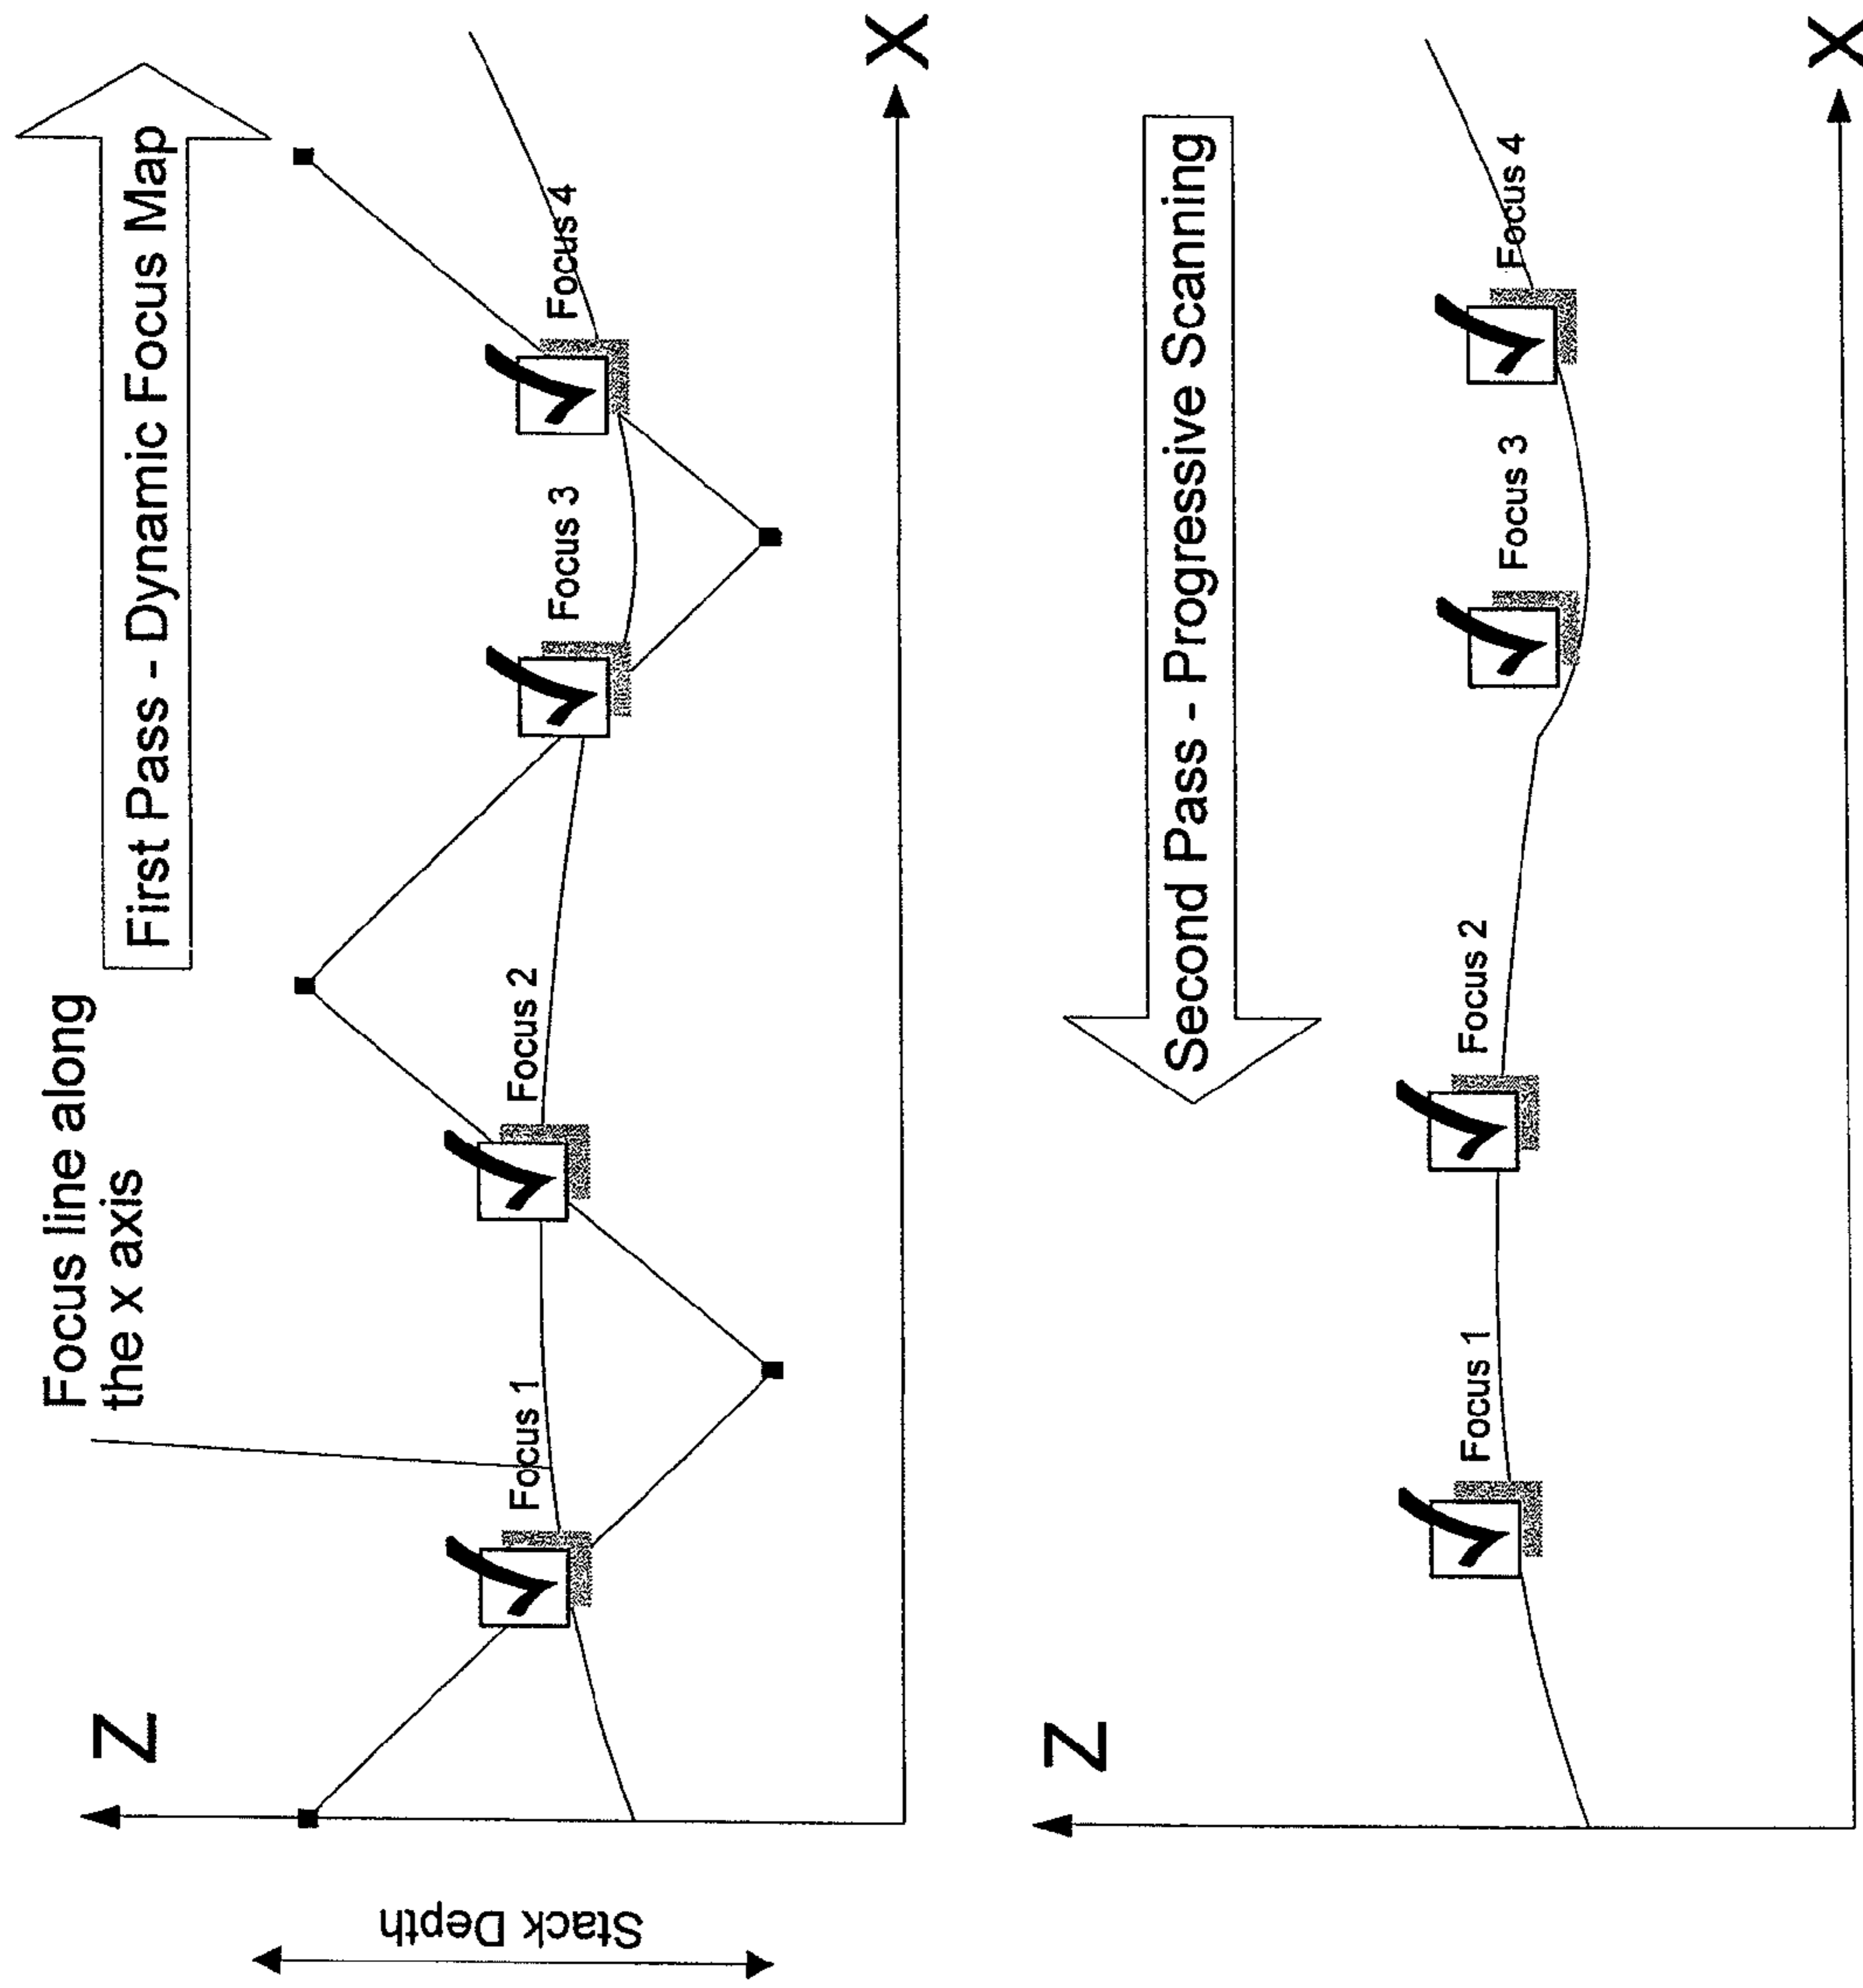 Focus line along
the x axis
First Pass - Dynamic Focus Map
Z
Stack Depth
Focus 1
Focus 2
Focus 3
Focus 4
X
Second Pass - Progressive Scanning
Z
Focus 1
Focus 2
Focus 3
Focus 4
X